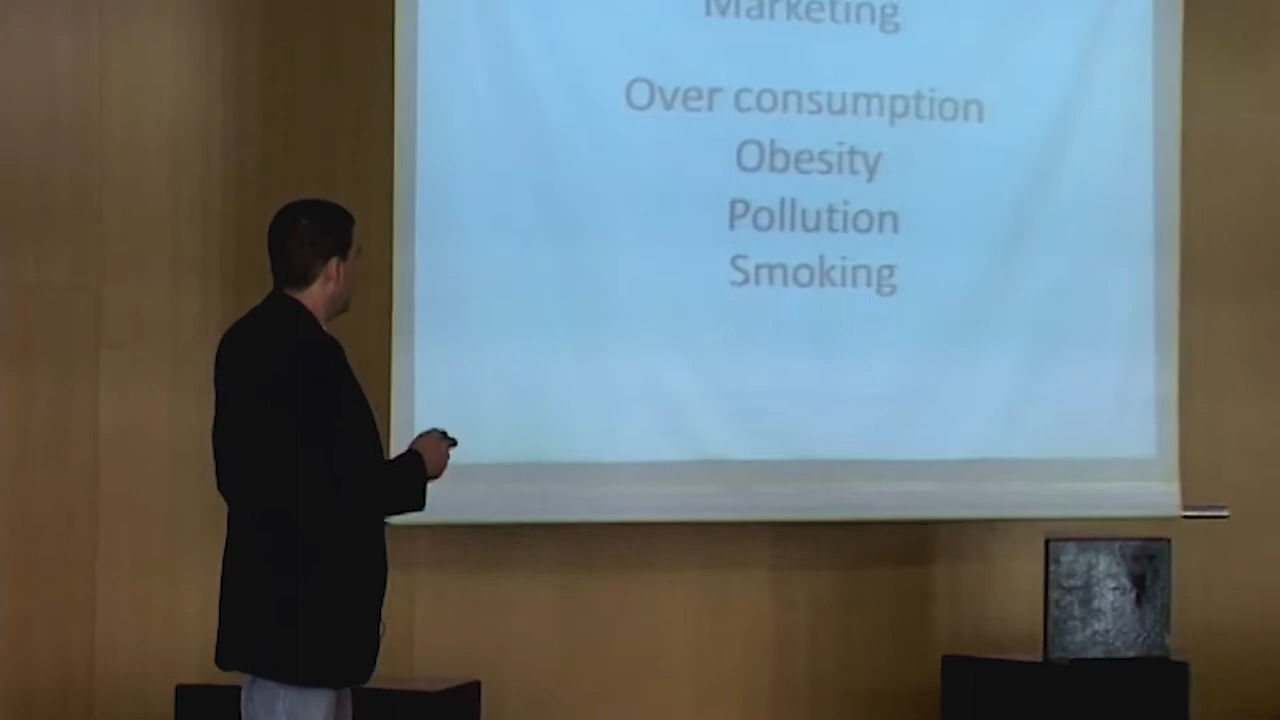 Marketing
Over consumption
Obesity
Pollution
Smoking